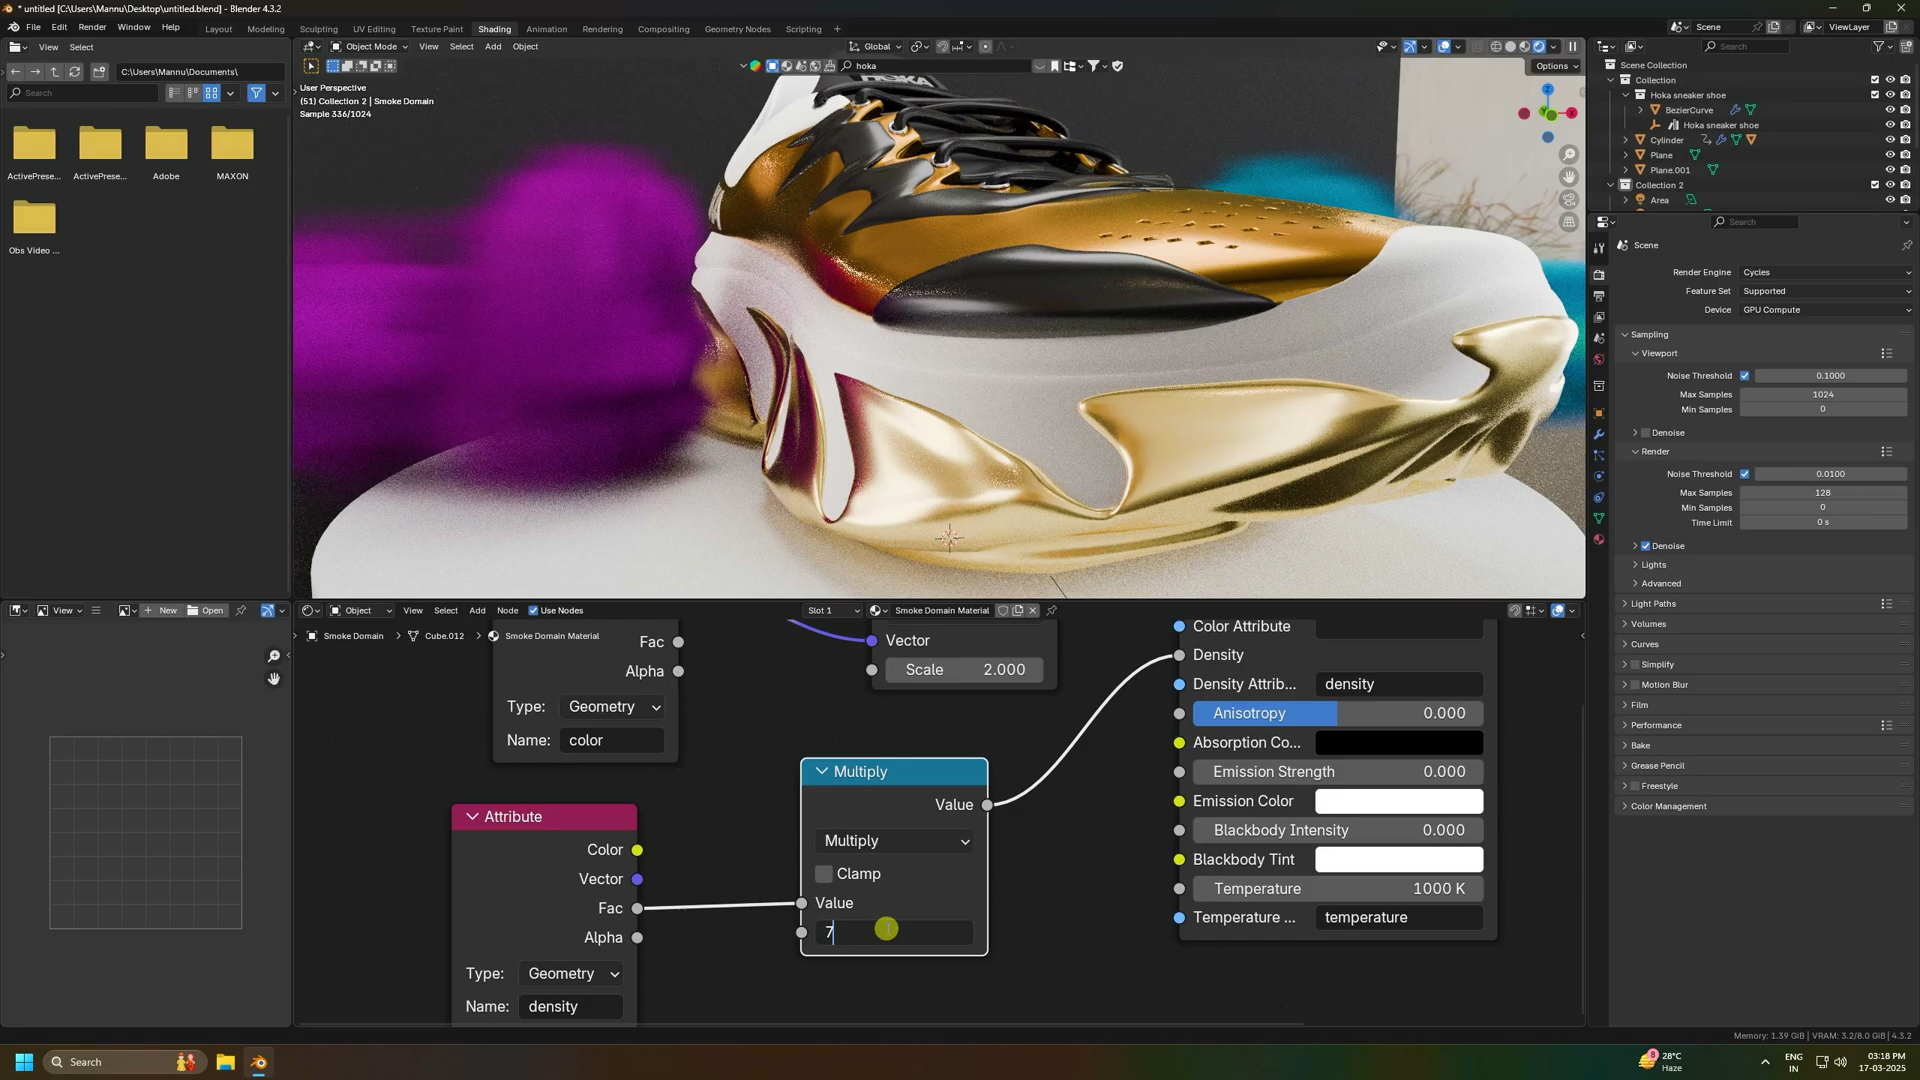 * untitled [C:\Users\Mannu\Desktop\untitled.blend] - Blender 4.3.2
File Edit Render Window Help
Layout Modeling Sculpting UV Editing Texture Paint Shading Animation Rendering Compositing Geometry Nodes Scripting +
Scene
ViewLayer
View Select
C:\Users\Mannu\Documents\
Search
ActivePrese...
ActivePrese...
Adobe
MAXON
Obs Video ...
Object Mode View Select Add Object
Global
hoka
Options
User Perspective
(51) Collection 2 | Smoke Domain
Sample 336/1024
HOKA
Z
X
Search
Scene Collection
Collection
Hoka sneaker shoe
BezierCurve
Hoka sneaker shoe
Cylinder
Plane
Plane.001
Collection 2
Area
Search
Scene
Render Engine Cycles
Feature Set Supported
Device GPU Compute
Sampling
Viewport
Noise Threshold 0.1000
Max Samples 1024
Min Samples 0
Denoise
Render
Noise Threshold 0.0100
Max Samples 128
Min Samples 0
Time Limit 0 s
Denoise
Lights
Advanced
Light Paths
Volumes
Curves
Simplify
Motion Blur
Film
Performance
Bake
Grease Pencil
Freestyle
Color Management
View
New
Open
Object View Select Add Node Use Nodes
Slot 1
Smoke Domain Material
Smoke Domain > Cube.012 > Smoke Domain Material
Fac
Alpha
Type: Geometry
Name: color
Vector
Scale 2.000
Attribute
Color
Vector
Fac
Alpha
Type: Geometry
Name: density
Multiply
Value
Multiply
Clamp
Value
7
Color Attribute
Density
Density Attrib... density
Anisotropy 0.000
Absorption Co...
Emission Strength 0.000
Emission Color
Blackbody Intensity 0.000
Blackbody Tint
Temperature 1000 K
Temperature ... temperature
Memory: 1.39 GiB | VRAM: 3.2/8.0 GiB | 4.3.2
Search
8
28°C
Haze
ENG
IN
03:18 PM
17-03-2025